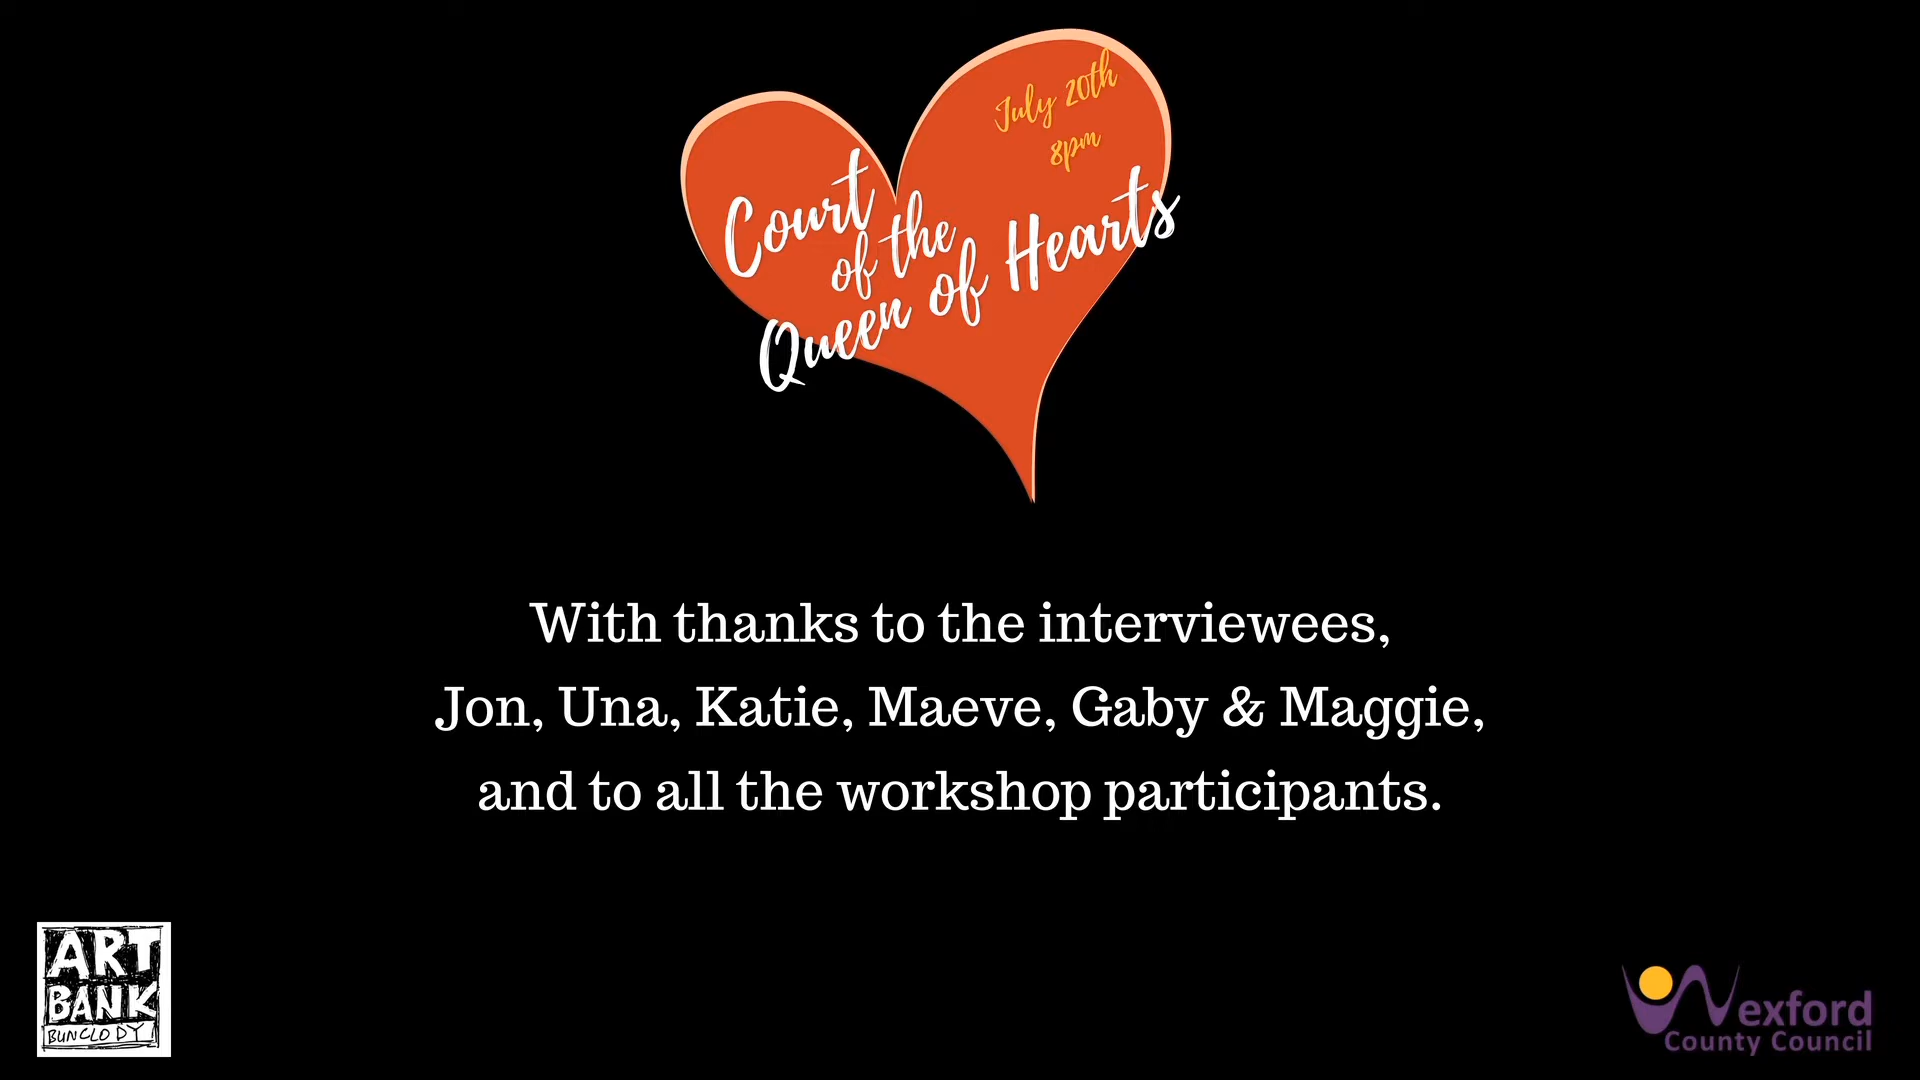 July 20th
8pm
Court
of the
Queen of Hearts
With thanks to the interviewees,
Jon, Una, Katie, Maeve, Gaby & Maggie,
and to all the workshop participants.
ART
BANK
BUNCLODY
Wexford
County Council